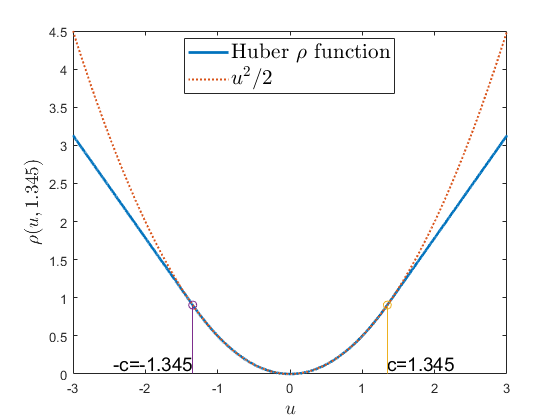 4.5
Huber ρ function
u²/2
4
3.5
3
2.5
2
1.5
1
0.5
0
ρ(u, 1.345)
-c=-1.345
c=1.345
-3 -2 -1 0 1 2 3
u